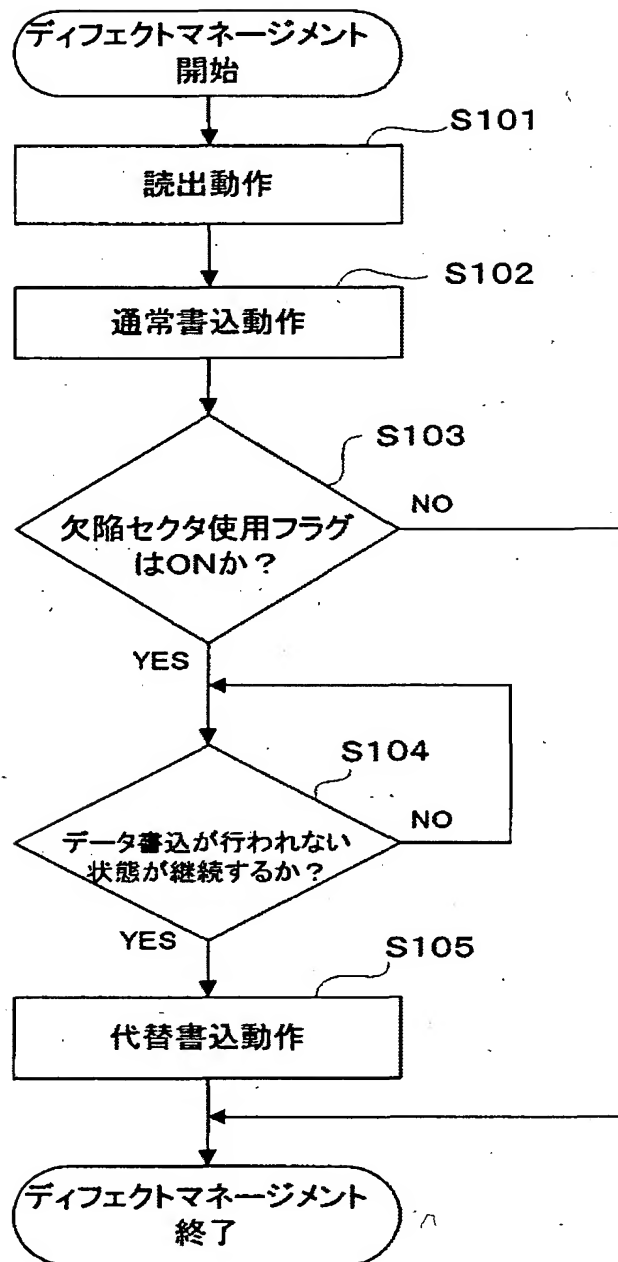 ディフェクトマネージメント
開始
S101
読出動作
S102
通常書込動作
S103
欠陥セクタ使用フラグ
はONか?
NO
YES
S104
データ書込が行われない
状態が継続するか?
NO
YES
S105
代替書込動作
ディフェクトマネージメント
終了